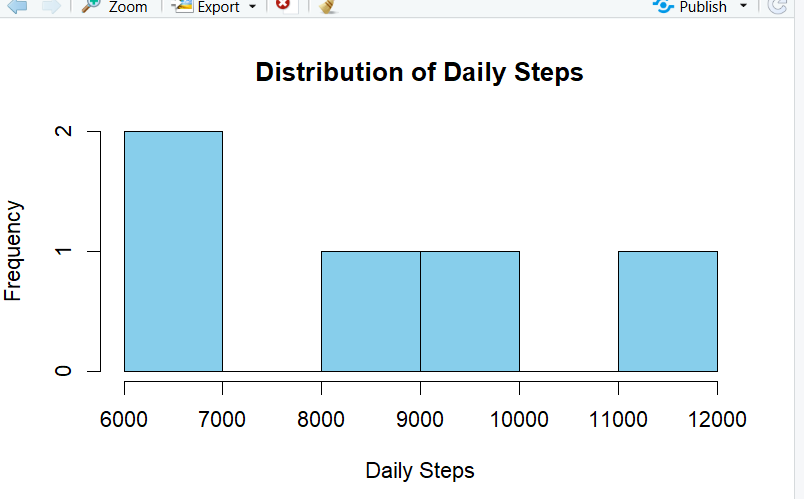 Zoom Export Publish
Distribution of Daily Steps
Frequency
2
1
0
6000 7000 8000 9000 10000 11000 12000
Daily Steps